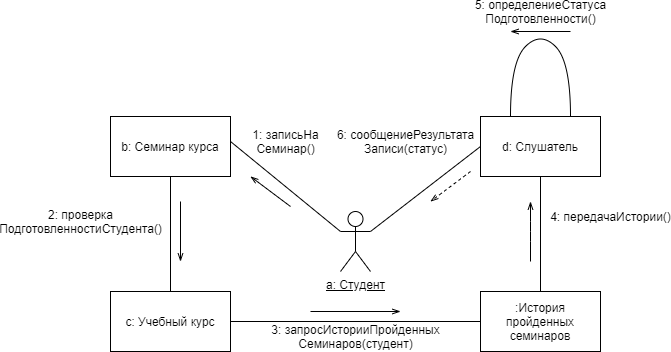 5: определениеСтатуса
Подготовленности()
b: Семинар курса
1: записьНа
Семинар()
6: сообщениеРезультата
Записи(статус)
d: Слушатель
2: проверка
ПодготовленностиСтудента()
4: передачаИстории()
a: Студент
c: Учебный курс
3: запросИсторииПройденных
Семинаров(студент)
:История
пройденных
семинаров